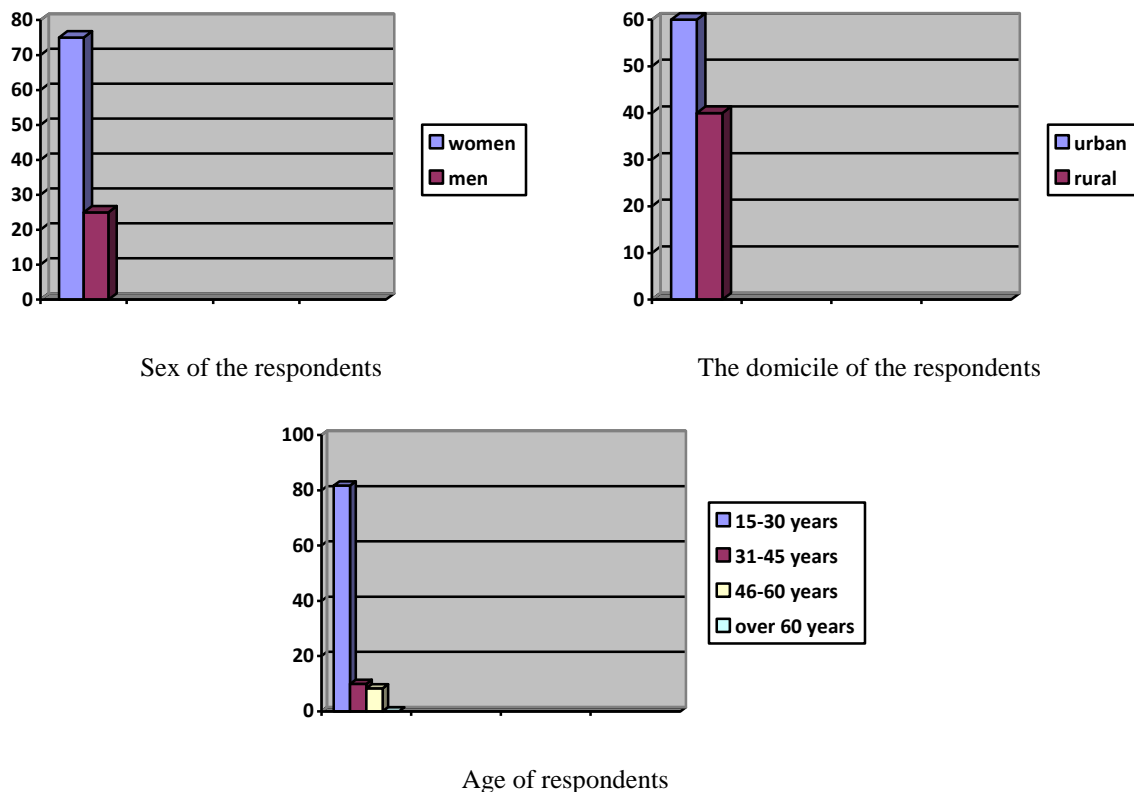 80
70
60
50
40
30
20
10
0
women
men
Sex of the respondents
60
50
40
30
20
10
0
urban
rural
The domicile of the respondents
100
80
60
40
20
0
15-30 years
31-45 years
46-60 years
over 60 years
Age of respondents